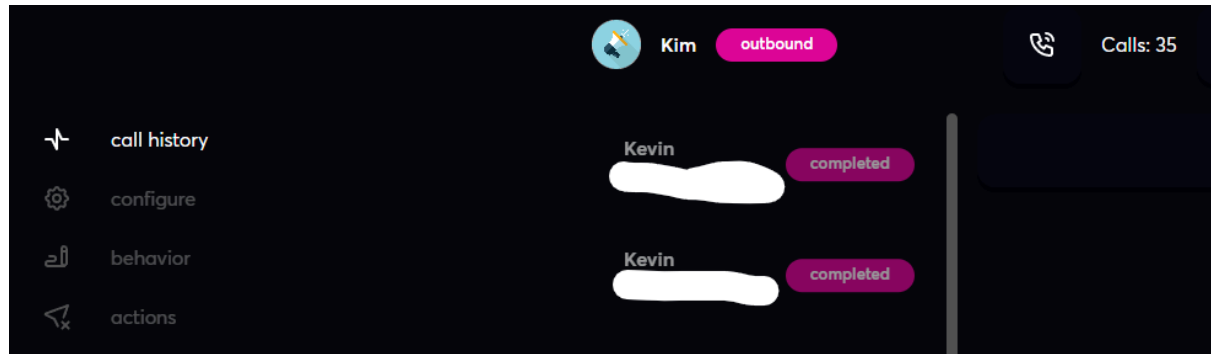 Kim
outbound
Calls: 35
call history
configure
behavior
actions
Kevin
completed
Kevin
completed